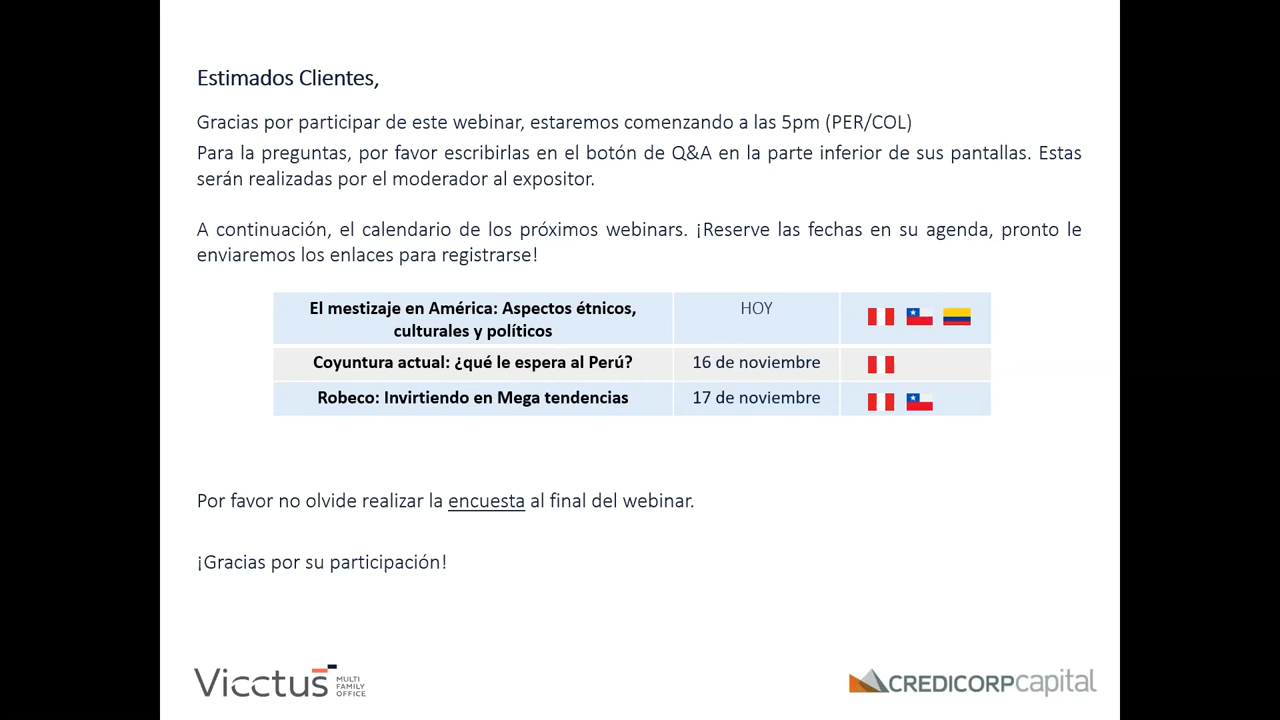 Estimados Clientes,
Gracias por participar de este webinar, estaremos comenzando a las 5pm (PER/COL)
Para la preguntas, por favor escribirlas en el botón de Q&A en la parte inferior de sus pantallas. Estas
serán realizadas por el moderador al expositor.
A continuación, el calendario de los próximos webinars. ¡Reserve las fechas en su agenda, pronto le
enviaremos los enlaces para registrarse!
El mestizaje en América: Aspectos étnicos, HOY
culturales y políticos
Coyuntura actual: ¿qué le espera al Perú? 16 de noviembre
Robeco: Invirtiendo en Mega tendencias 17 de noviembre
Por favor no olvide realizar la encuesta al final del webinar.
¡Gracias por su participación!
Vicctus MULTI
FAMILY
OFFICE
CREDICORPcapital